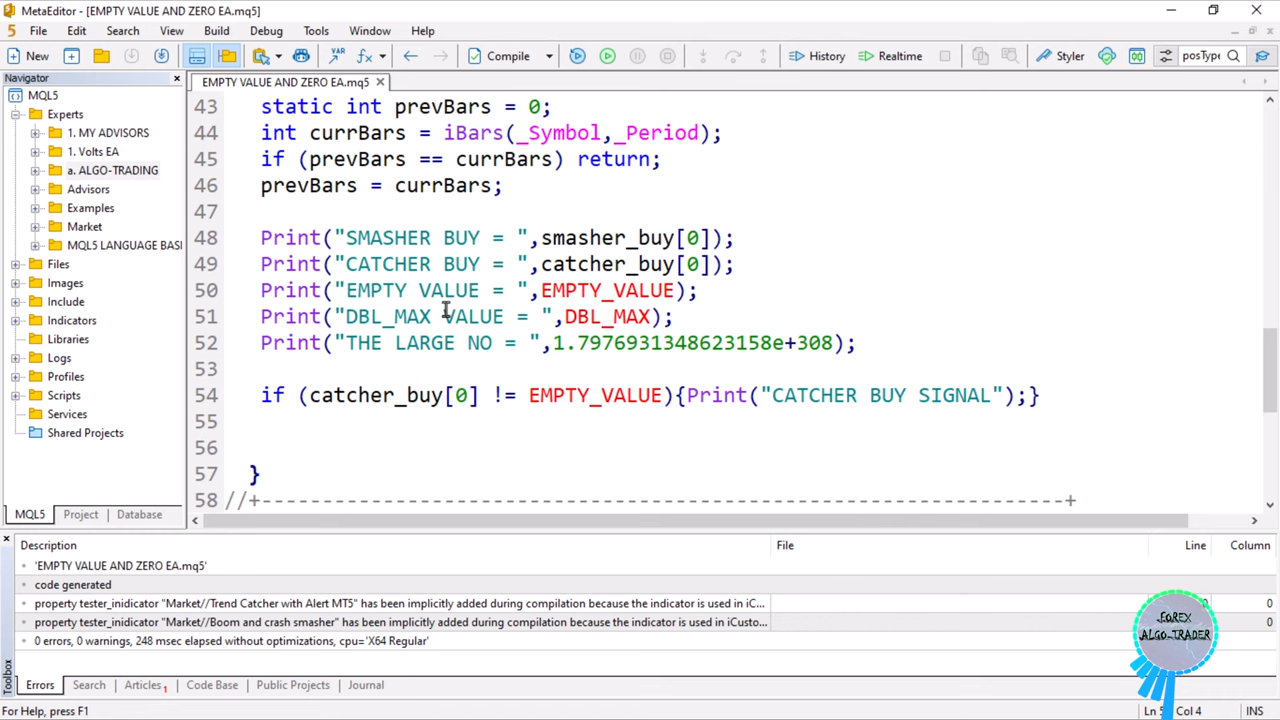 MetaEditor - [EMPTY VALUE AND ZERO EA.mq5]
5 File Edit Search View Build Debug Tools Window Help
New Compile History Realtime Styler posType
Navigator
EMPTY VALUE AND ZERO EA.mq5
MQL5
Experts
1. MY ADVISORS
1. Volts EA
a. ALGO-TRADING
Advisors
Examples
Market
MQL5 LANGUAGE BASI
Files
Images
Include
Indicators
Libraries
Logs
Profiles
Scripts
Services
Shared Projects
MQL5 Project Database
43 static int prevBars = 0;
44 int currBars = iBars(_Symbol,_Period);
45 if (prevBars == currBars) return;
46 prevBars = currBars;
47
48 Print("SMASHER BUY = ",smasher_buy[0]);
49 Print("CATCHER BUY = ",catcher_buy[0]);
50 Print("EMPTY VALUE = ",EMPTY_VALUE);
51 Print("DBL_MAX VALUE = ",DBL_MAX);
52 Print("THE LARGE NO = ",1.7976931348623158e+308);
53
54 if (catcher_buy[0] != EMPTY_VALUE){Print("CATCHER BUY SIGNAL");}
55
56
57 }
58 //+------------------------------------------------------------------+
Description File Line Column
'EMPTY VALUE AND ZERO EA.mq5'
code generated
property tester_inidicator "Market//Trend Catcher with Alert MT5" has been implicitly added during compilation because the indicator is used in iC... 0
property tester_inidicator "Market//Boom and crash smasher" has been implicitly added during compilation because the indicator is used in iCusto... 0
0 errors, 0 warnings, 248 msec elapsed without optimizations, cpu='X64 Regular' 0
FOREX
ALGO-TRADER
Toolbox
Errors Search Articles 1 Code Base Public Projects Journal
For Help, press F1 Col 4 INS